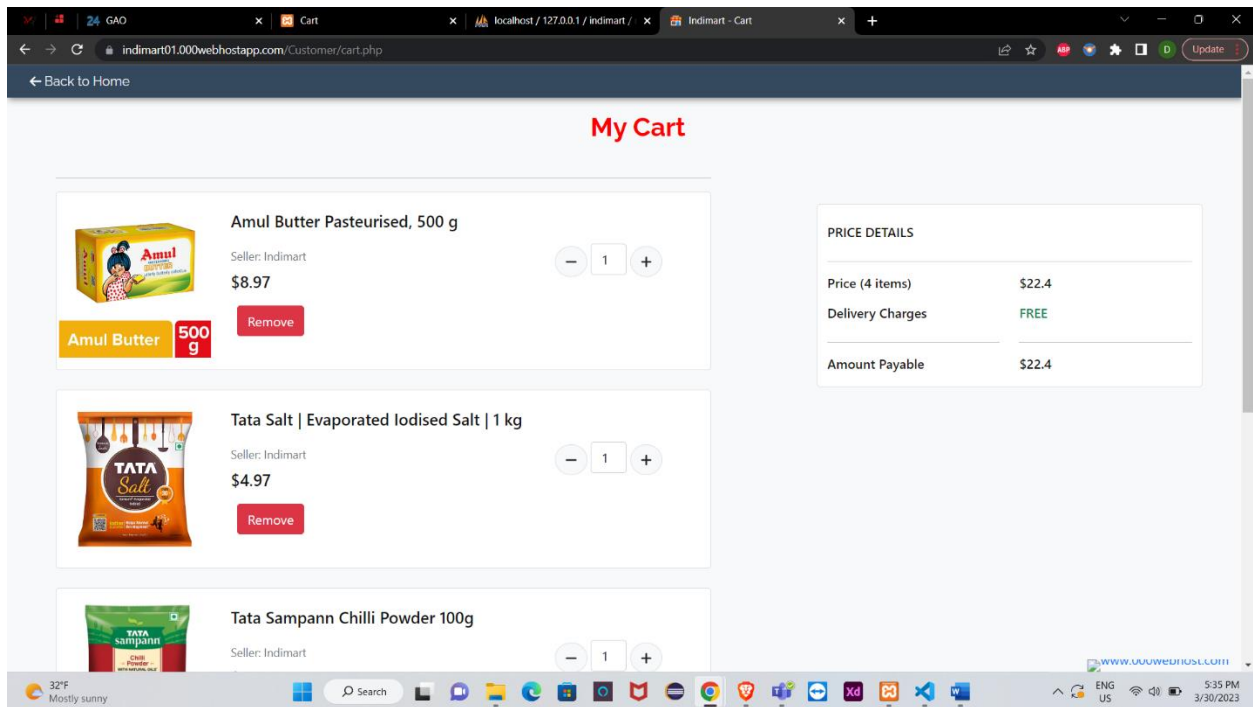 24 GAO
Cart
localhost / 127.0.0.1 / indimart /
Indimart - Cart
indimart01.000webhostapp.com/Customer/cart.php
ABP
D
Update
Back to Home
My Cart
Amul Butter Pasteurised, 500 g
Seller: Indimart
$8.97
1
Remove
Amul
BUTTER
Amul Butter
500
g
PRICE DETAILS
Price (4 items) $22.4
Delivery Charges FREE
Amount Payable $22.4
Tata Salt | Evaporated Iodised Salt | 1 kg
Seller: Indimart
$4.97
1
Remove
TATA
Salt
Tata Sampann Chilli Powder 100g
Seller: Indimart
1
TATA
sampann
Chilli
Powder
www.000webhost.com
32°F
Mostly sunny
Search
Xd
ENG
US
5:35 PM
3/30/2023